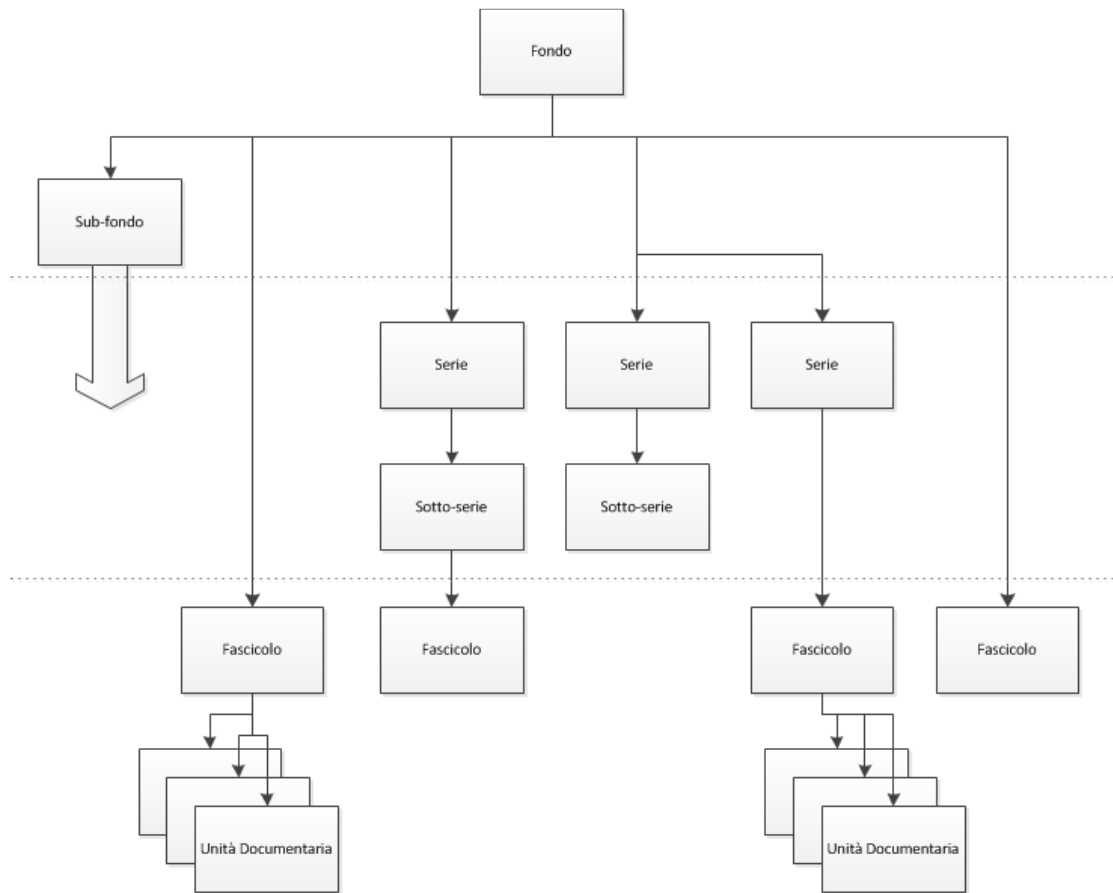 Fondo
Sub-fondo
Serie
Serie
Serie
Sotto-serie
Sotto-serie
Fascicolo
Fascicolo
Fascicolo
Fascicolo
Unità Documentaria
Unità Documentaria